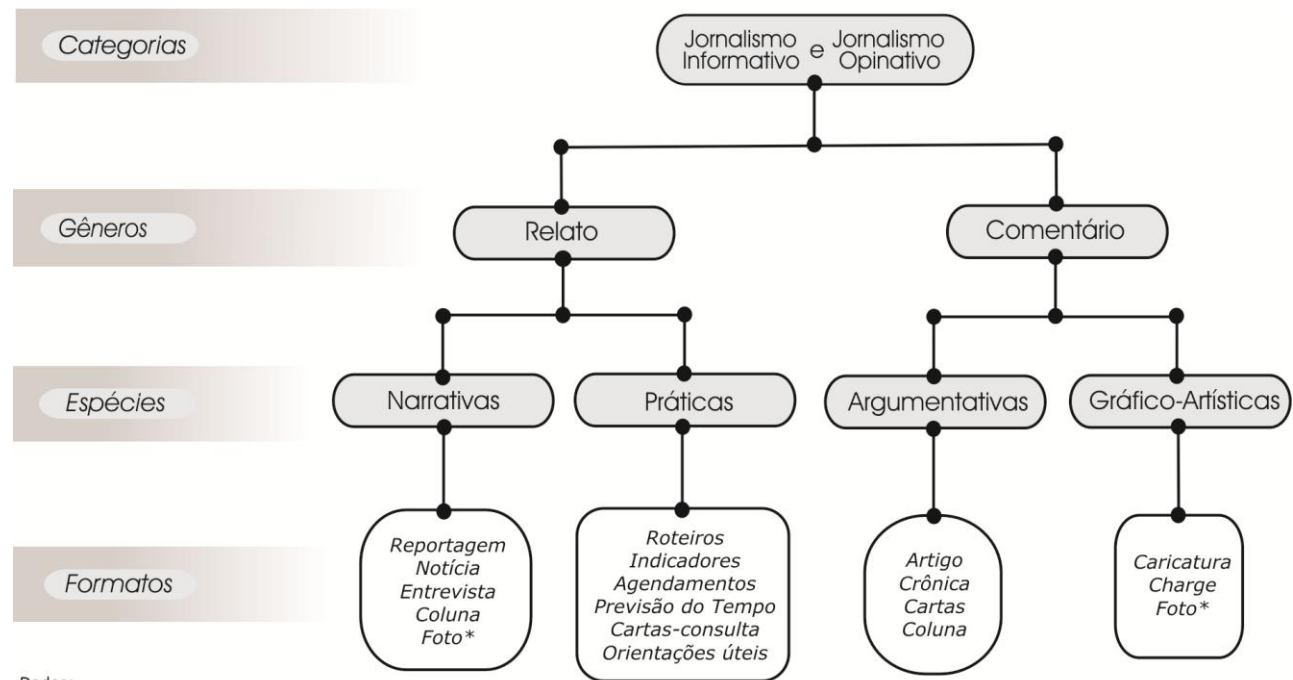 Categorias
Jornalismo e Jornalismo
Informativo Opinativo
Gêneros
Relato
Comentário
Espécies
Narrativas
Práticas
Argumentativas
Gráfico-Artísticas
Formatos
Reportagem
Notícia
Entrevista
Coluna
Foto*
Roteiros
Indicadores
Agendamentos
Previsão do Tempo
Cartas-consulta
Orientações úteis
Artigo
Crônica
Cartas
Coluna
Caricatura
Charge
Foto*